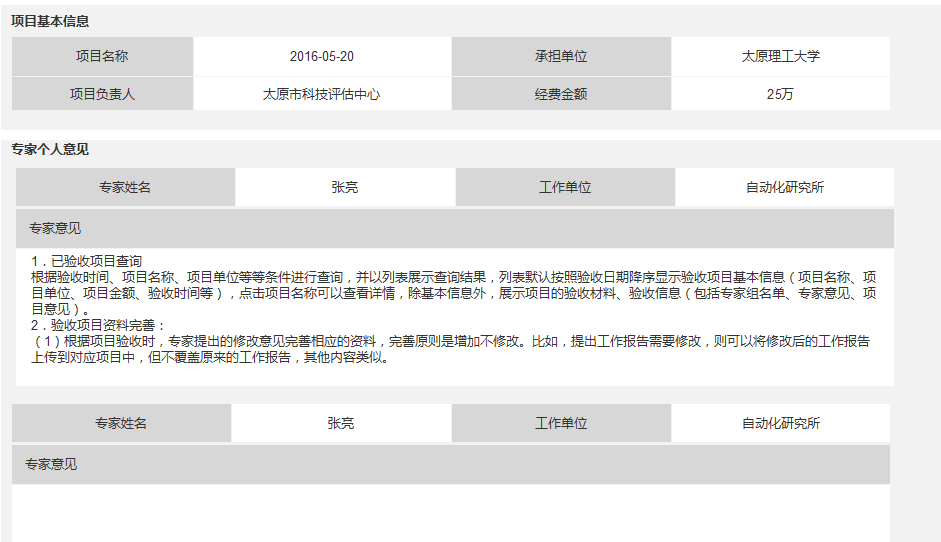 项目基本信息
项目名称 2016-05-20 承担单位 太原理工大学
项目负责人 太原市科技评估中心 经费金额 25万
专家个人意见
专家姓名 张亮 工作单位 自动化研究所
专家意见
1．已验收项目查询
根据验收时间、项目名称、项目单位等等条件进行查询，并以列表展示查询结果，列表默认按照验收日期降序显示验收项目基本信息（项目名称、项
目单位、项目金额、验收时间等），点击项目名称可以查看详情，除基本信息外，展示项目的验收材料、验收信息（包括专家组名单、专家意见、项
目意见）。
2．验收项目资料完善：
（1）根据项目验收时，专家提出的修改意见完善相应的资料，完善原则是增加不修改。比如，提出工作报告需要修改，则可以将修改后的工作报告
上传到对应项目中，但不覆盖原来的工作报告，其他内容类似。
专家姓名 张亮 工作单位 自动化研究所
专家意见